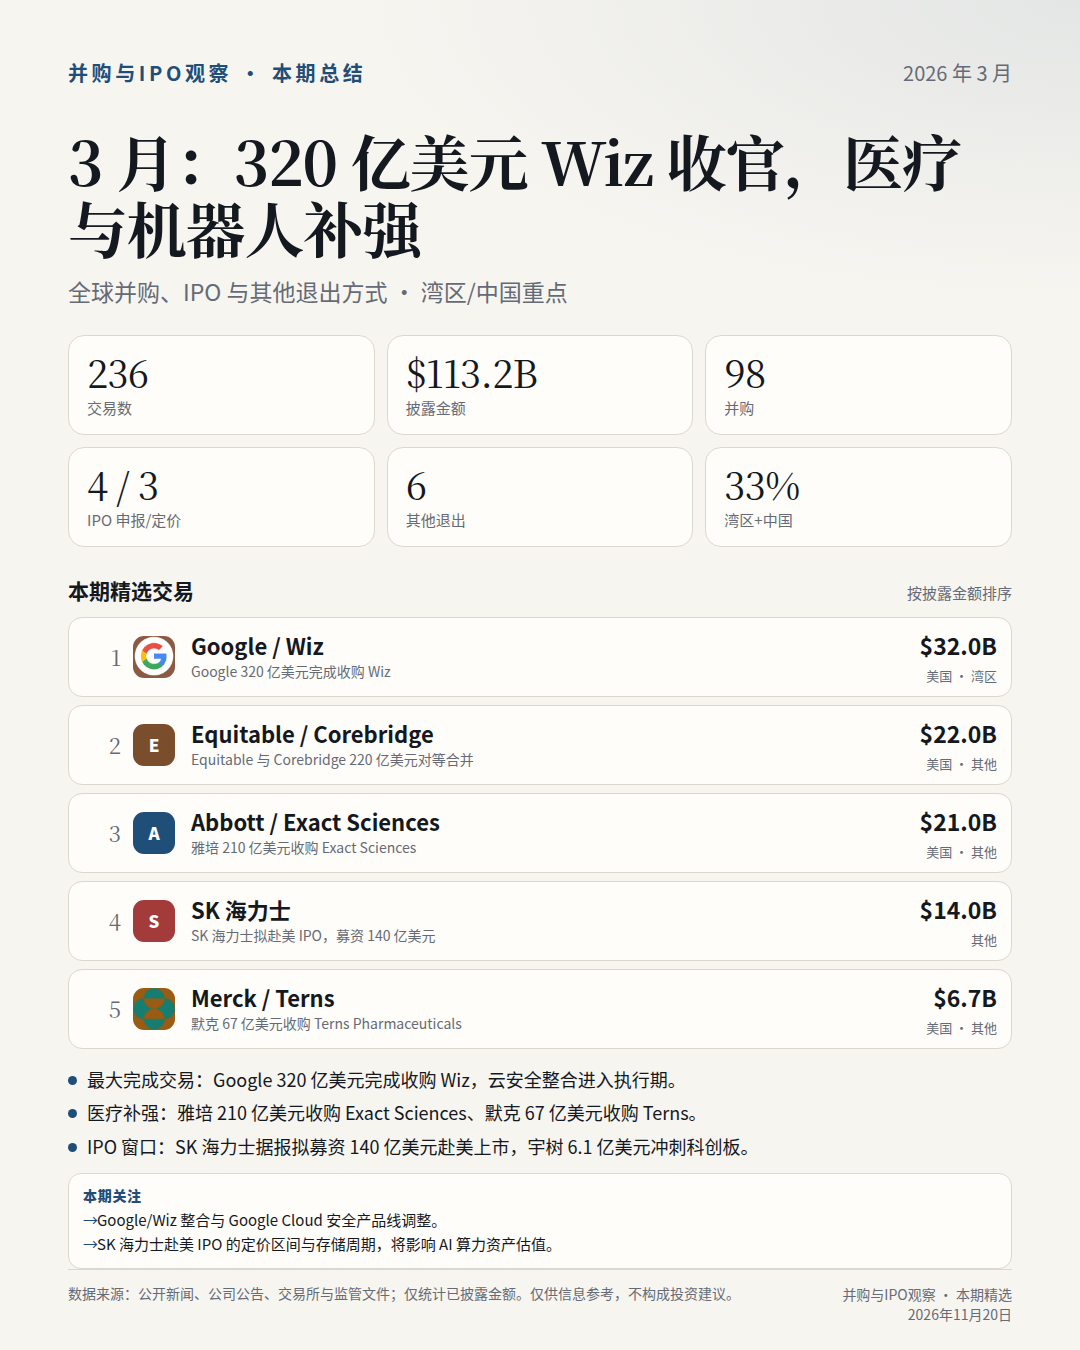 并购与IPO观察 · 本期总结
2026 年 3 月
3 月：320 亿美元 Wiz 收官，医疗
与机器人补强
全球并购、IPO 与其他退出方式 · 湾区/中国重点
236
交易数
$113.2B
披露金额
98
并购
4 / 3
IPO 申报/定价
6
其他退出
33%
湾区+中国
本期精选交易
按披露金额排序
1
Google / Wiz
Google 320 亿美元完成收购 Wiz
$32.0B
美国 · 湾区
2
E
Equitable / Corebridge
Equitable 与 Corebridge 220 亿美元对等合并
$22.0B
美国 · 其他
3
A
Abbott / Exact Sciences
雅培 210 亿美元收购 Exact Sciences
$21.0B
美国 · 其他
4
S
SK 海力士
SK 海力士拟赴美 IPO，募资 140 亿美元
$14.0B
其他
5
Merck / Terns
默克 67 亿美元收购 Terns Pharmaceuticals
$6.7B
美国 · 其他
最大完成交易：Google 320 亿美元完成收购 Wiz，云安全整合进入执行期。
医疗补强：雅培 210 亿美元收购 Exact Sciences、默克 67 亿美元收购 Terns。
IPO 窗口：SK 海力士据报拟募资 140 亿美元赴美上市，宇树 6.1 亿美元冲刺科创板。
本期关注
→Google/Wiz 整合与 Google Cloud 安全产品线调整。
→SK 海力士赴美 IPO 的定价区间与存储周期，将影响 AI 算力资产估值。
数据来源：公开新闻、公司公告、交易所与监管文件；仅统计已披露金额。仅供信息参考，不构成投资建议。
并购与IPO观察 · 本期精选
2026年11月20日